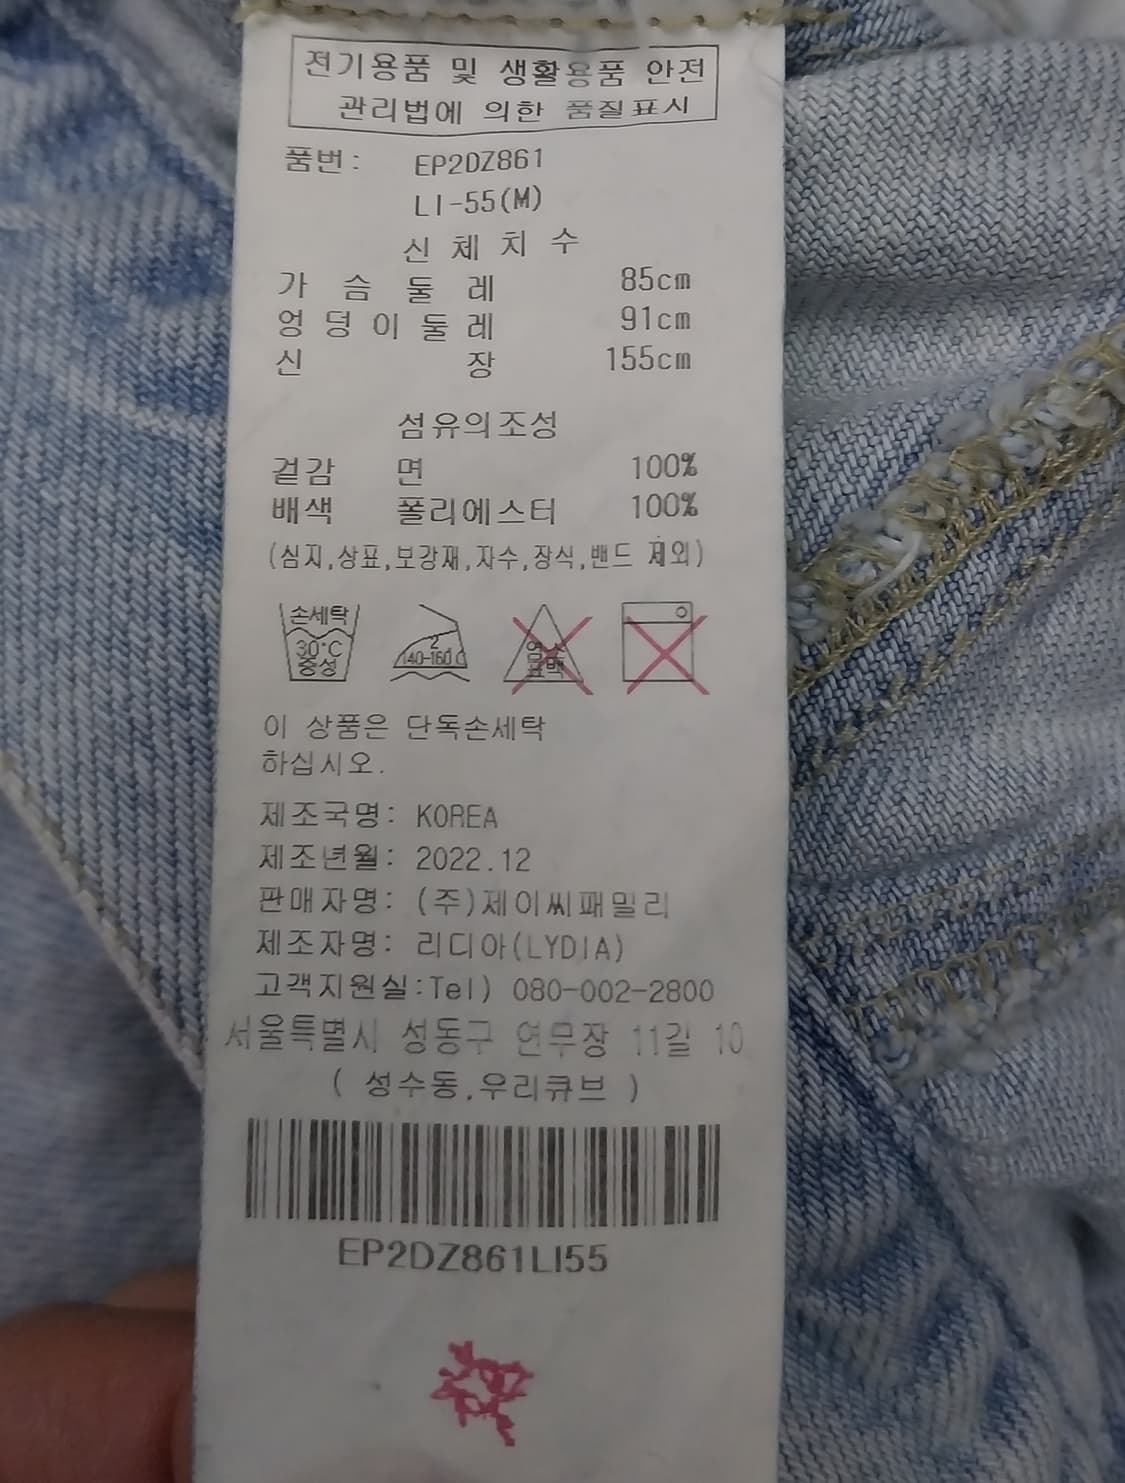 전기용품 및 생활용품 안전
관리법에 의한 품질표시
품번: EP2DZ861
LI-55(M)
신 체 치 수
가 슴 둘 레 85cm
엉 덩 이 둘 레 91cm
신 장 155cm
섬유의조성
겉감 면 100%
배색 폴리에스터 100%
(심지,상표,보강재,자수,장식,밴드 제외)
손세탁
30°C
중성
2
140-160℃
염소
표백
이 상품은 단독손세탁
하십시오.
제조국명: KOREA
제조년월: 2022.12
판매자명: (주)제이씨패밀리
제조자명: 리디아(LYDIA)
고객지원실:Tel) 080-002-2800
서울특별시 성동구 연무장 11길 10
( 성수동,우리큐브 )
EP2DZ861LI55